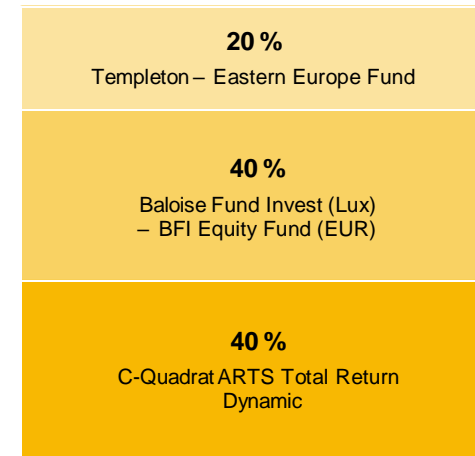 20 %
Templeton – Eastern Europe Fund
40 %
Baloise Fund Invest (Lux)
– BFI Equity Fund (EUR)
40 %
C-Quadrat ARTS Total Return
Dynamic